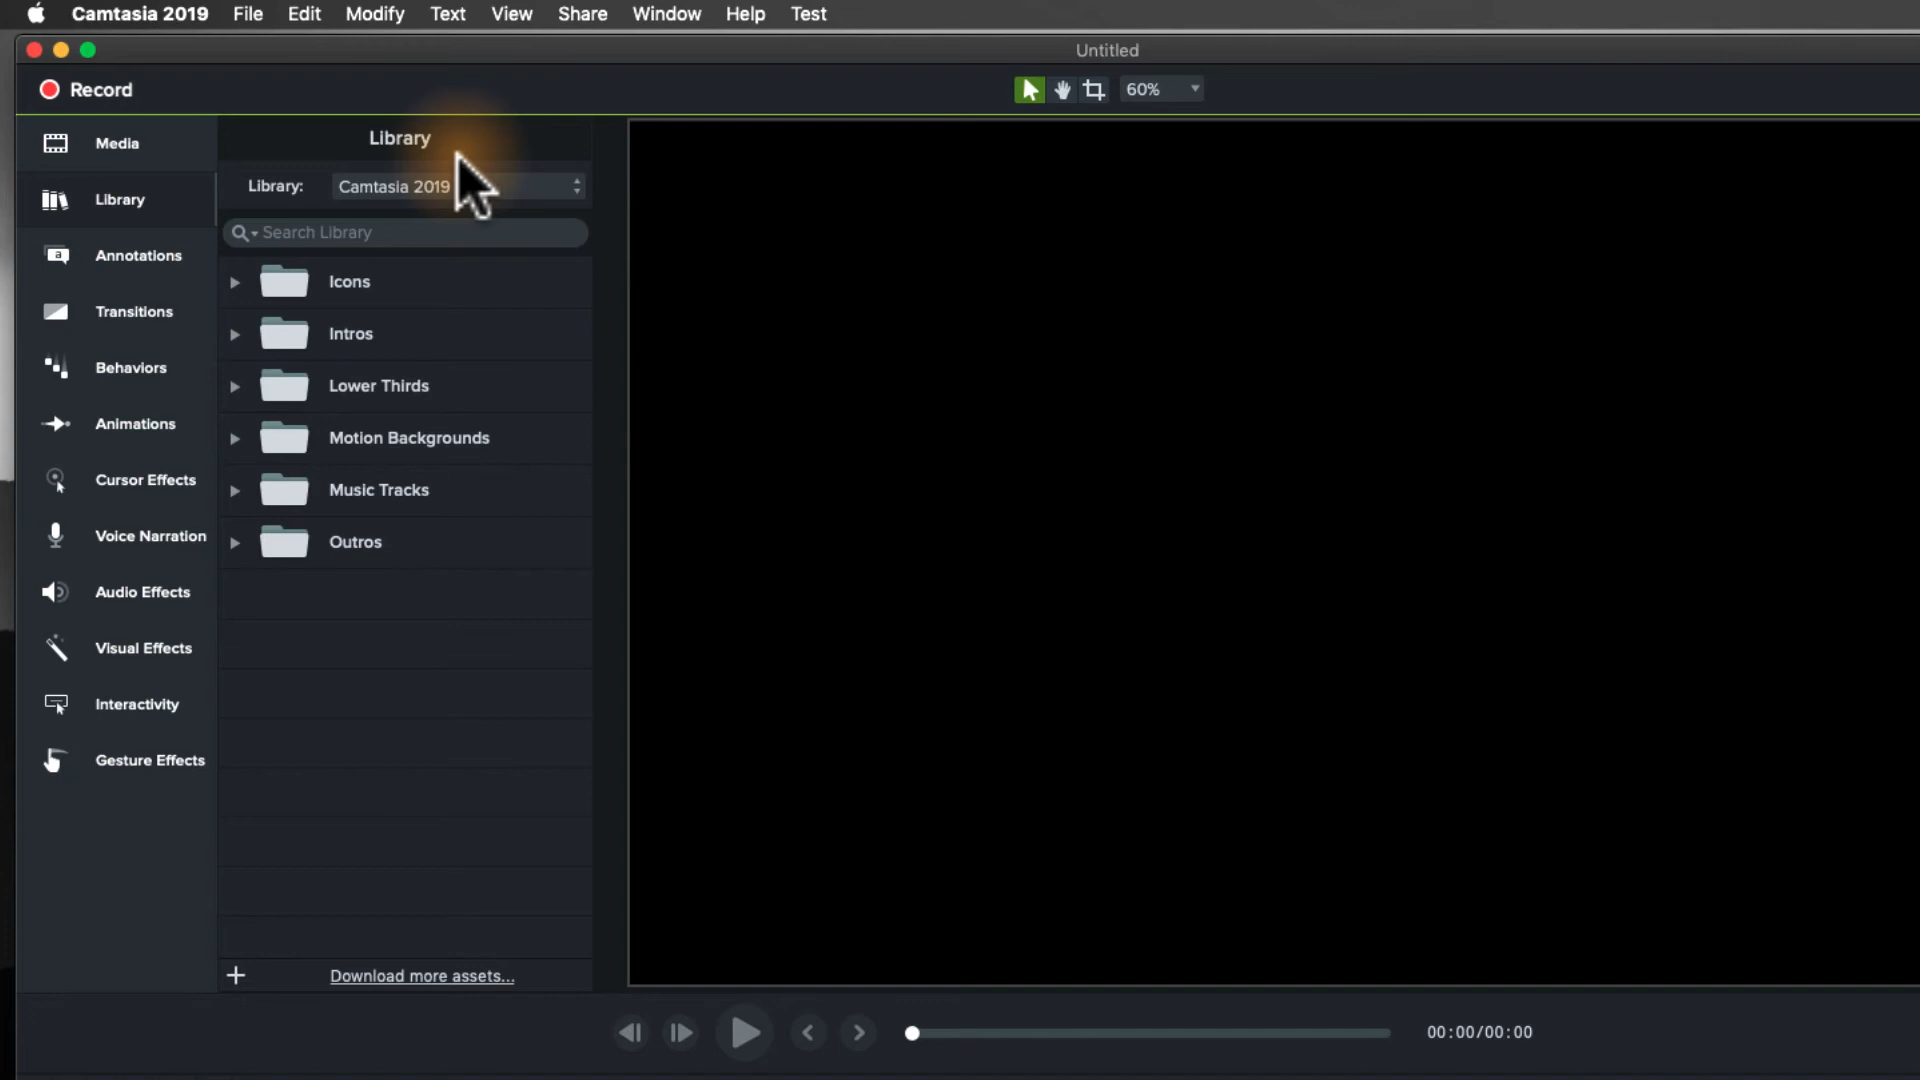 Camtasia 2019 File Edit Modify Text View Share Window Help Test
Untitled
Record
60%
Media
Library
Annotations
Transitions
Behaviors
Animations
Cursor Effects
Voice Narration
Audio Effects
Visual Effects
Interactivity
Gesture Effects
Library
Library: Camtasia 2019
Search Library
Icons
Intros
Lower Thirds
Motion Backgrounds
Music Tracks
Outros
Download more assets...
00:00/00:00